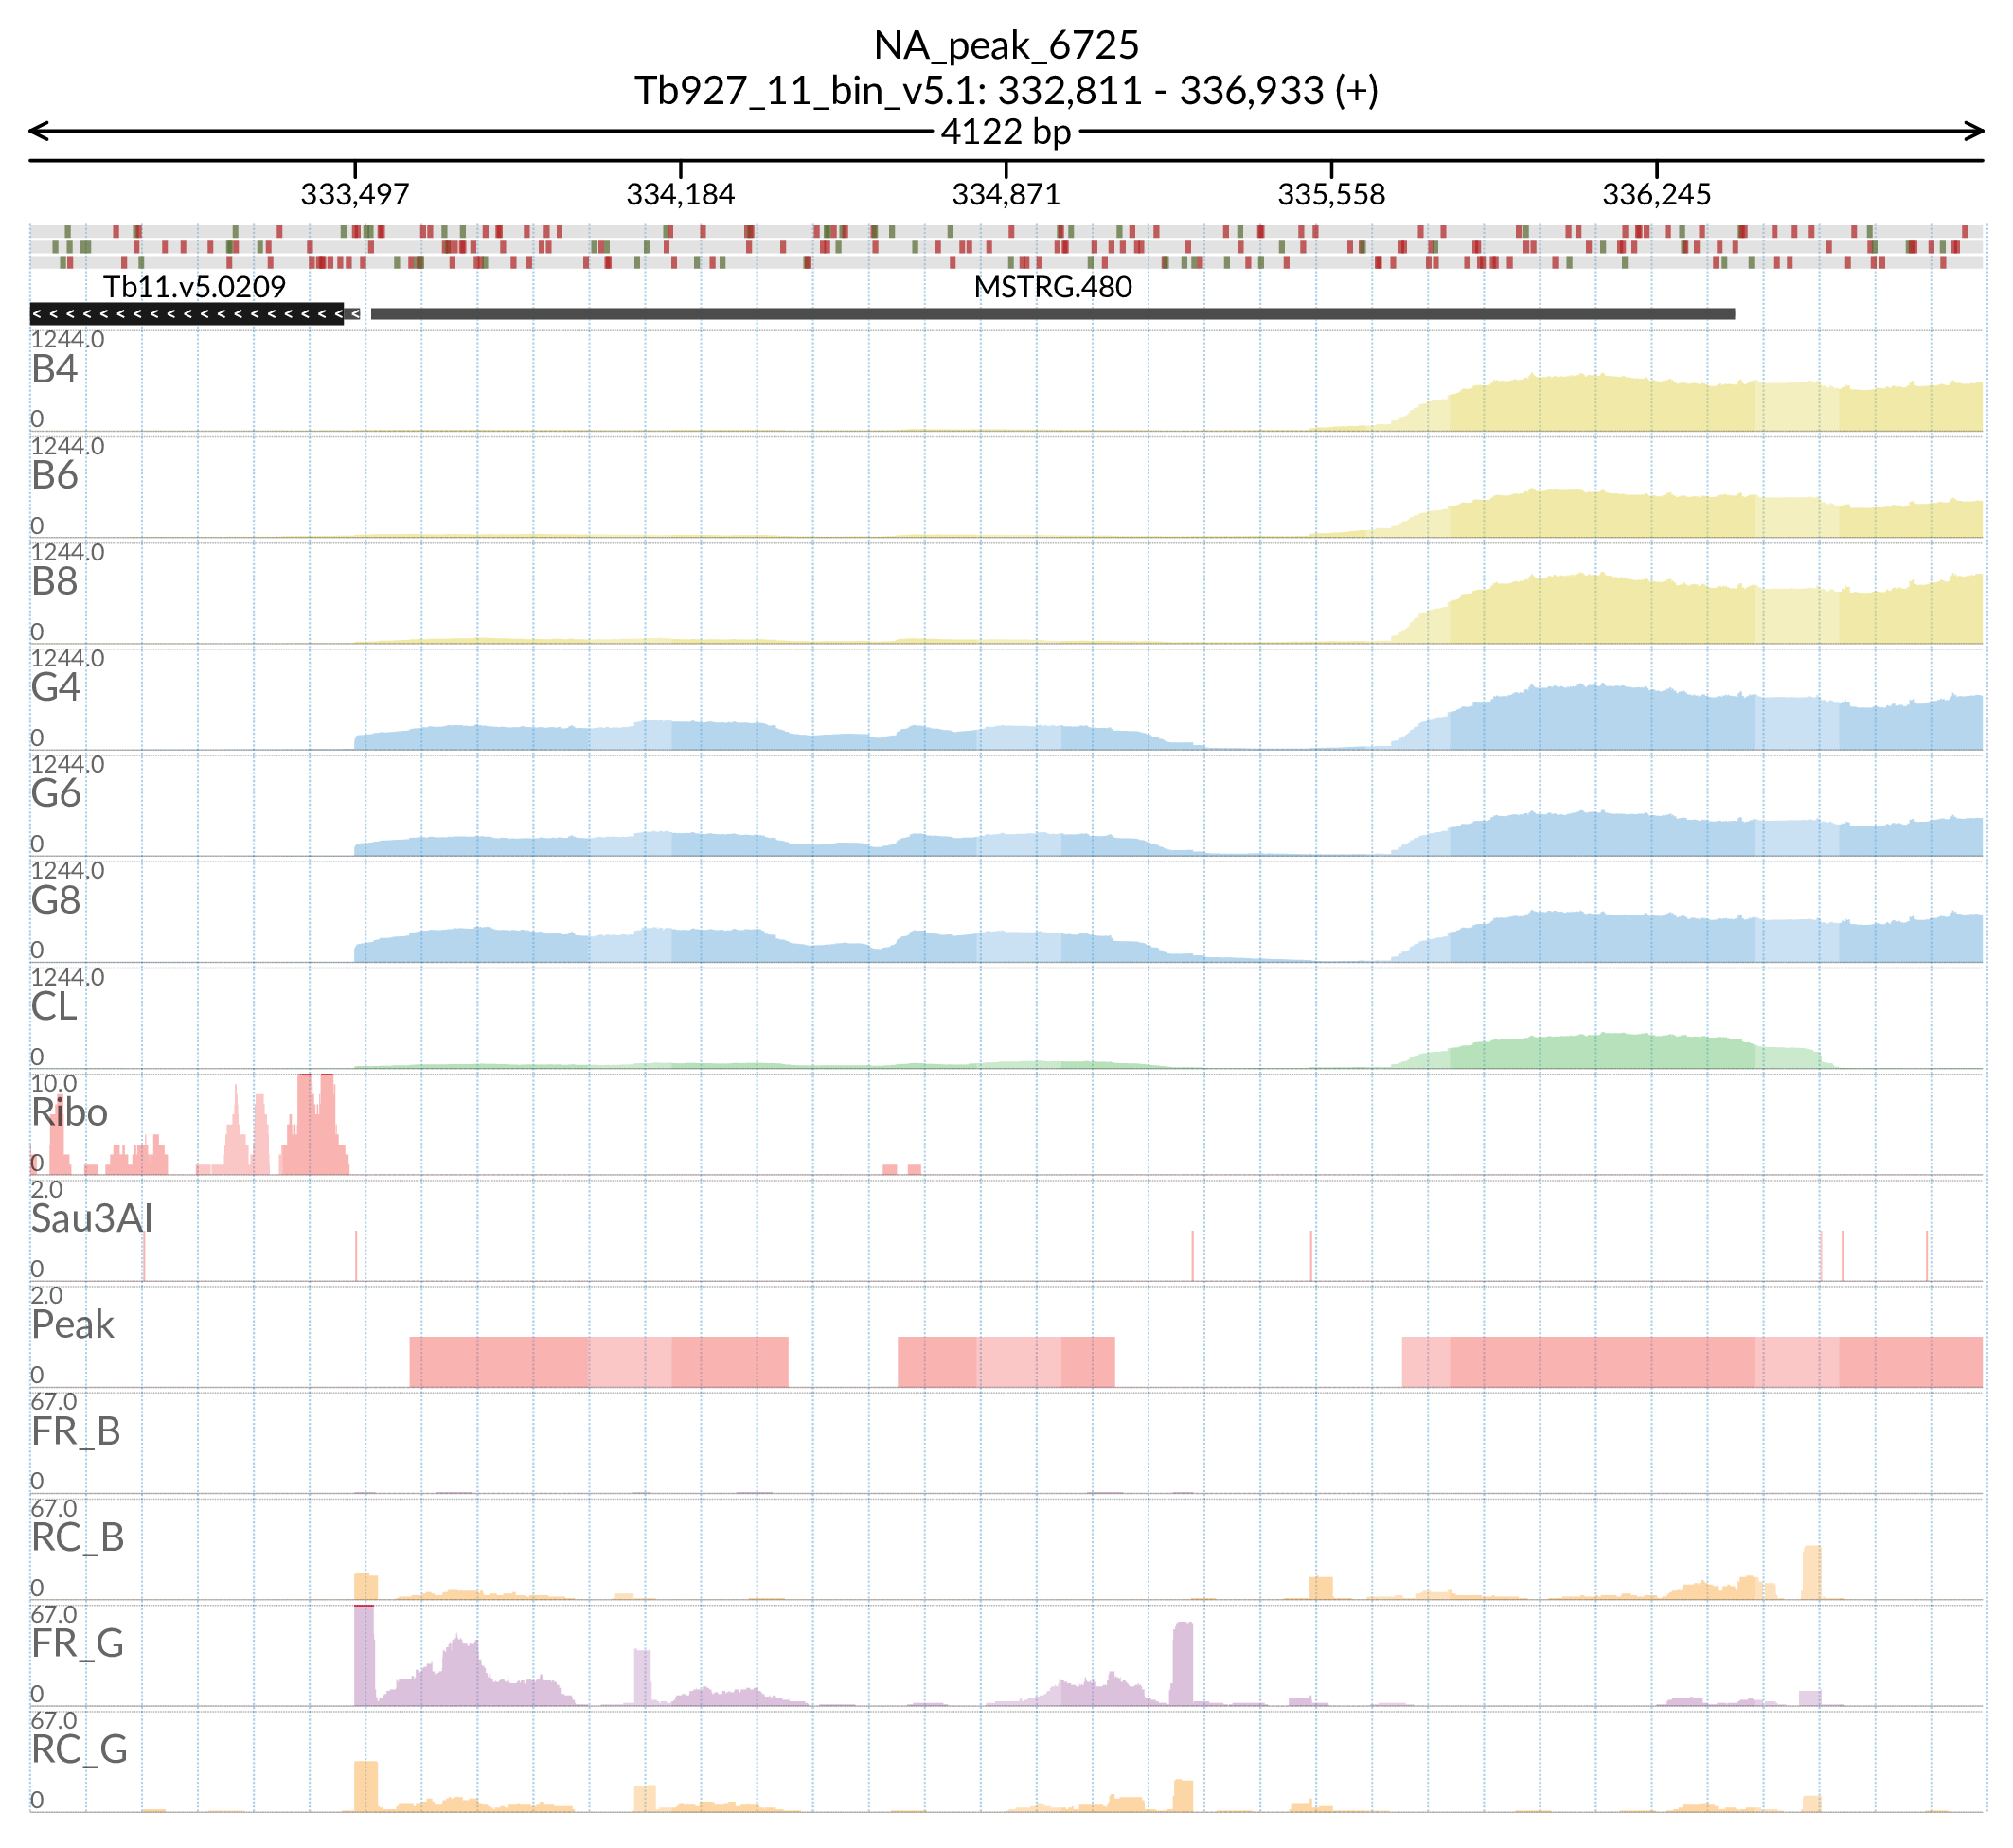 NA_peak_6725
Tb927_11_bin_v5.1: 332,811 - 336,933 (+)
4122 bp
333,497 334,184 334,871 335,558 336,245
Tb11.v5.0209 MSTRG.480
1244.0
B4
0
1244.0
B6
0
1244.0
B8
0
1244.0
G4
0
1244.0
G6
0
1244.0
G8
0
1244.0
CL
0
10.0
Ribo
0
2.0
Sau3AI
0
2.0
Peak
0
67.0
FR_B
0
67.0
RC_B
0
67.0
FR_G
0
67.0
RC_G
0